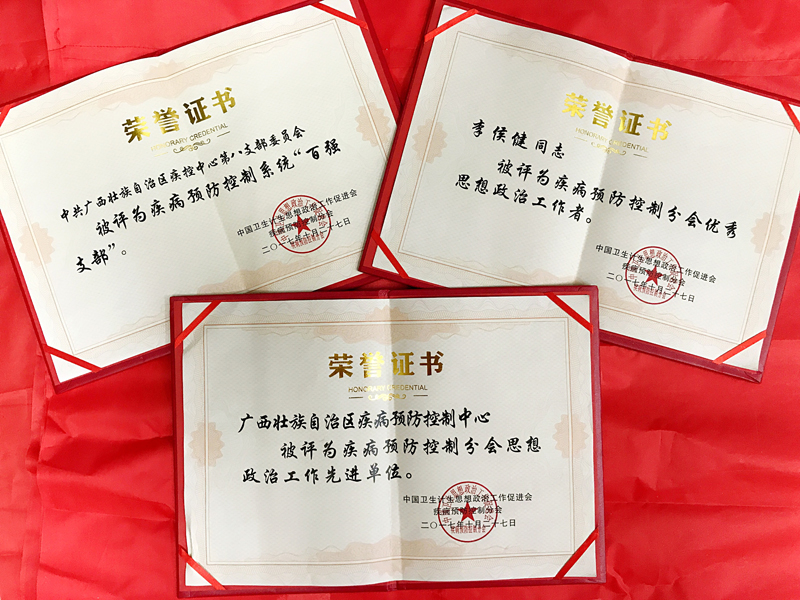 荣誉证书
HONORARY CREDENTIAL
中共广西壮族自治区疾控中心第八支部委员会
被评为疾病预防控制系统“百强
支部”。
中国卫生计生思想政治工作促进会
疾病预防控制分会
二〇一七年十月二十七日
荣誉证书
HONORARY CREDENTIAL
李侯健同志
被评为疾病预防控制分会优秀
思想政治工作者。
中国卫生计生思想政治工作促进会
疾病预防控制分会
二〇一七年十月二十七日
荣誉证书
HONORARY CREDENTIAL
广西壮族自治区疾病预防控制中心
被评为疾病预防控制分会思想
政治工作先进单位。
中国卫生计生思想政治工作促进会
疾病预防控制分会
二〇一七年十月二十七日